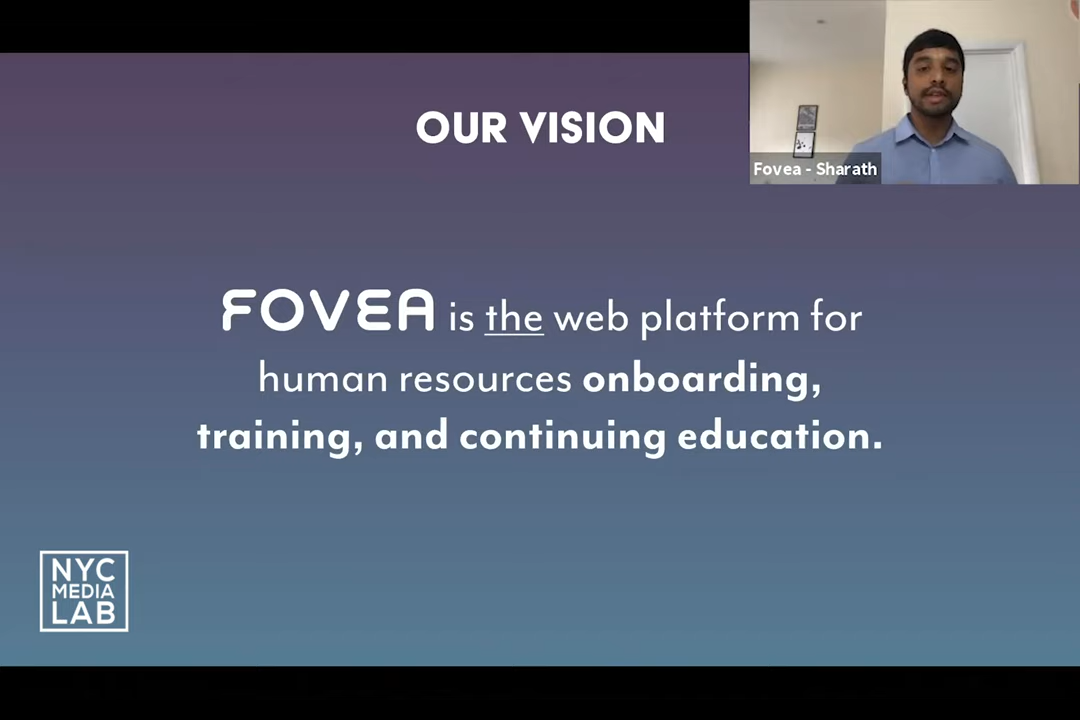 OUR VISION
Fovea - Sharath
FOVEA is the web platform for
human resources onboarding,
training, and continuing education.
NYC
MEDIA
LAB